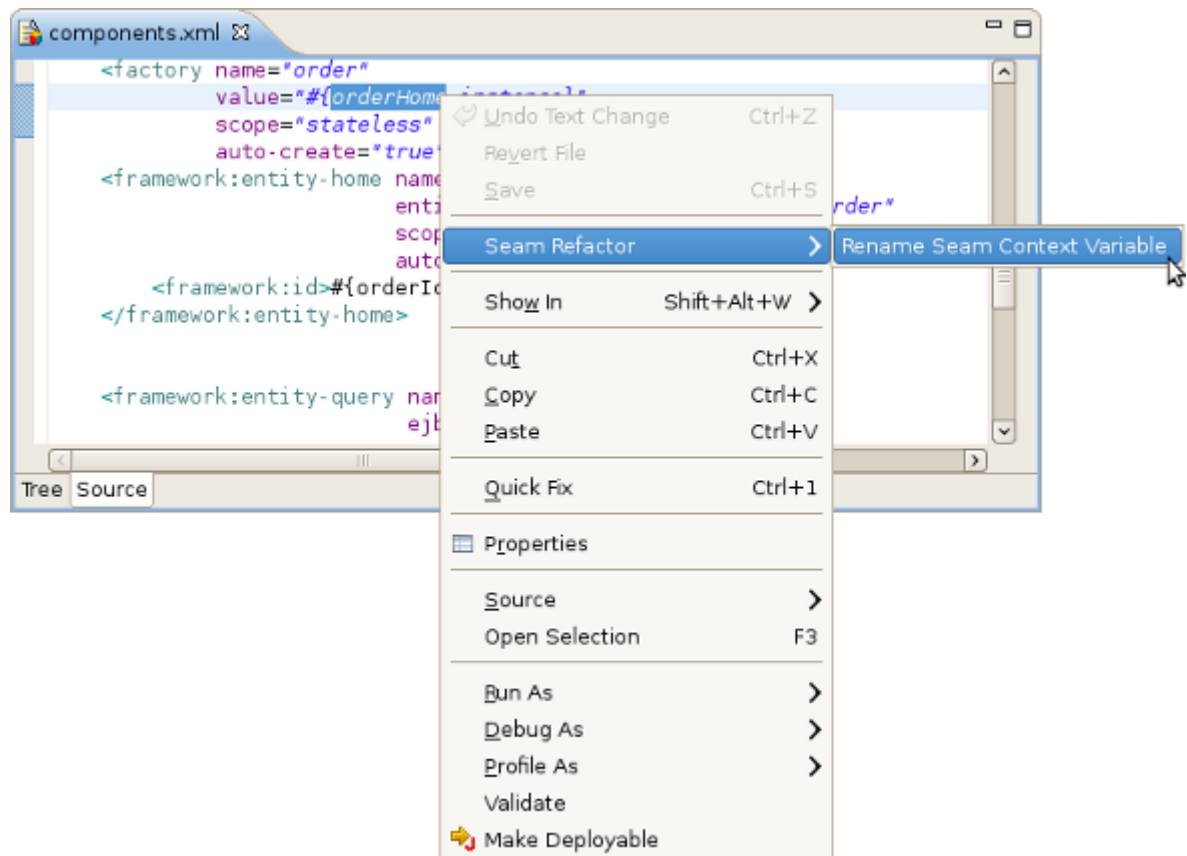 components.xml
<factory name="order"
value="#{orderHome.instance}"
scope="stateless"
auto-create="true"
<framework:entity-home name
enti
rder"
scop
auto
<framework:id>#{orderId
</framework:entity-home>
<framework:entity-query nam
ejb
Tree Source
Undo Text Change Ctrl+Z
Revert File
Save Ctrl+S
Seam Refactor
Rename Seam Context Variable
Show In Shift+Alt+W
Cut Ctrl+X
Copy Ctrl+C
Paste Ctrl+V
Quick Fix Ctrl+1
Properties
Source
Open Selection F3
Run As
Debug As
Profile As
Validate
Make Deployable